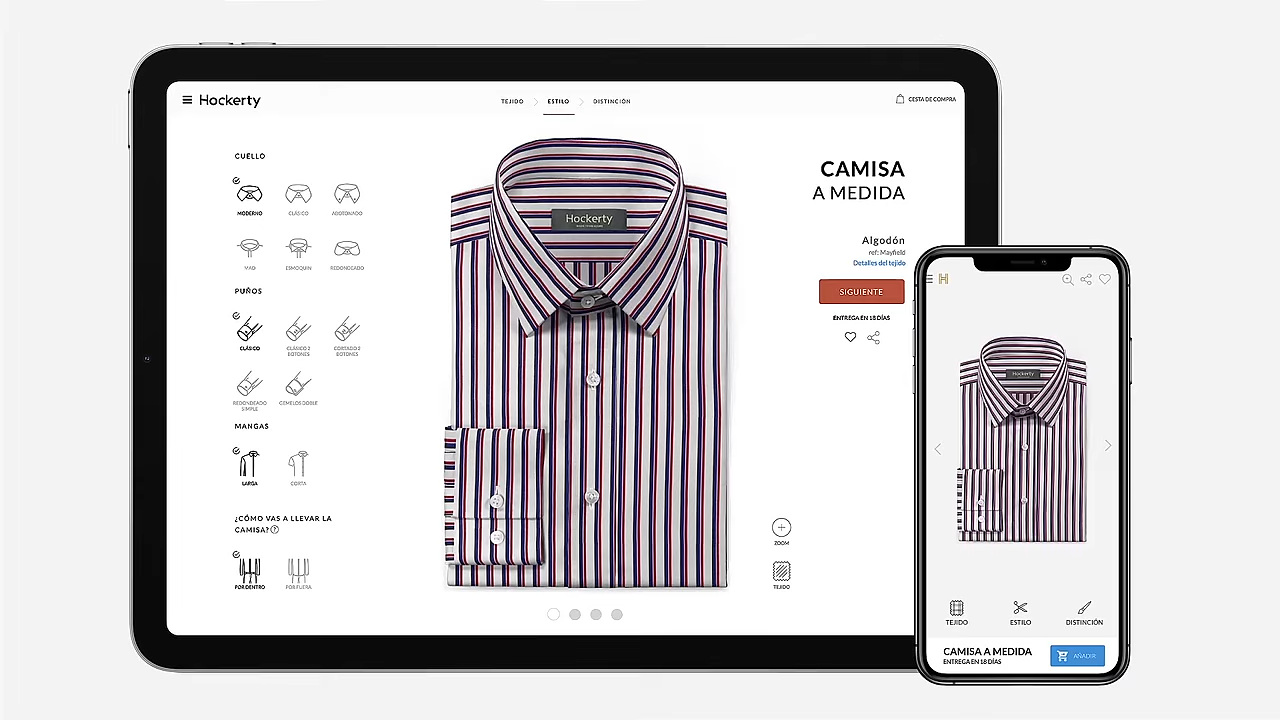 Hockerty
TEJIDO
ESTILO
DISTINCIÓN
CESTA DE COMPRA
CUELLO
MODERNO
CLÁSICO
ABOTONADO
MAO
ESMOQUIN
REDONDEADO
PUÑOS
CLÁSICO
CLÁSICO 2
BOTONES
CORTADO 2
BOTONES
REDONDEADO
SIMPLE
GEMELOS DOBLE
MANGAS
LARGA
CORTA
¿CÓMO VAS A LLEVAR LA
CAMISA??
POR DENTRO
POR FUERA
Hockerty
CAMISA
A MEDIDA
Algodón
ref: Mayfield
Detalles del tejido
SIGUIENTE
ENTREGA EN 18 DÍAS
ZOOM
TEJIDO
H
Hockerty
TEJIDO
ESTILO
DISTINCIÓN
CAMISA A MEDIDA
ENTREGA EN 18 DÍAS
AÑADIR